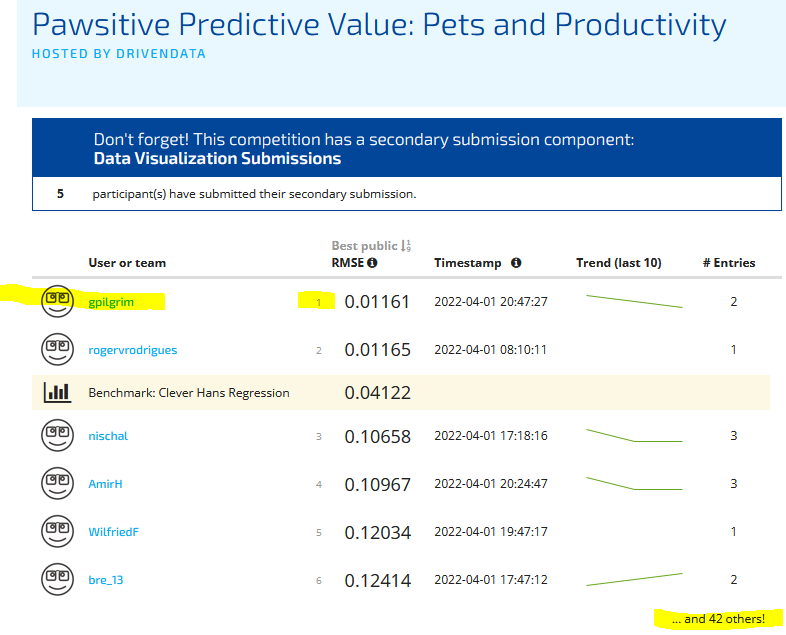 Pawsitive Predictive Value: Pets and Productivity
HOSTED BY DRIVENDATA
Don't forget! This competition has a secondary submission component:
Data Visualization Submissions
5 participant(s) have submitted their secondary submission.
Best public
User or team RMSE Timestamp Trend (last 10) # Entries
gpilgrim 1 0.01161 2022-04-01 20:47:27 2
rogervrodrigues 2 0.01165 2022-04-01 08:10:11 1
Benchmark: Clever Hans Regression 0.04122
nischal 3 0.10658 2022-04-01 17:18:16 3
AmirH 4 0.10967 2022-04-01 20:24:47 3
WilfriedF 5 0.12034 2022-04-01 19:47:17 1
bre_13 6 0.12414 2022-04-01 17:47:12 2
... and 42 others!